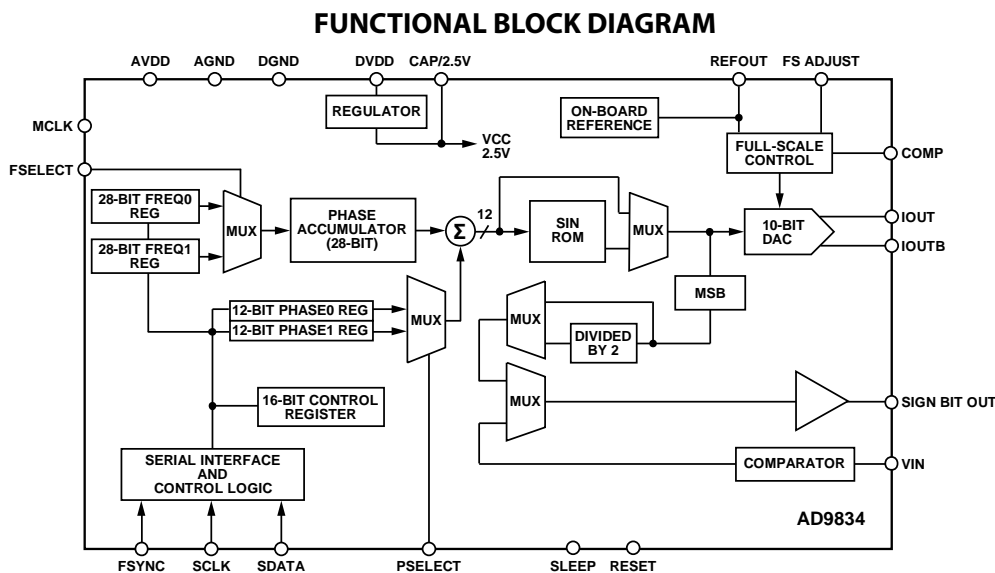 FUNCTIONAL BLOCK DIAGRAM
AVDD AGND DGND DVDD CAP/2.5V REFOUT FS ADJUST
REGULATOR
ON-BOARD
REFERENCE
MCLK
VCC
2.5V
FULL-SCALE
CONTROL
COMP
FSELECT
28-BIT FREQ0
REG
28-BIT FREQ1
REG
MUX
PHASE
ACCUMULATOR
(28-BIT)
Σ
12
SIN
ROM
MUX
10-BIT
DAC
IOUT
IOUTB
MSB
12-BIT PHASE0 REG
12-BIT PHASE1 REG
MUX
MUX
DIVIDED
BY 2
16-BIT CONTROL
REGISTER
MUX
SIGN BIT OUT
SERIAL INTERFACE
AND
CONTROL LOGIC
COMPARATOR
VIN
AD9834
FSYNC SCLK SDATA PSELECT SLEEP RESET